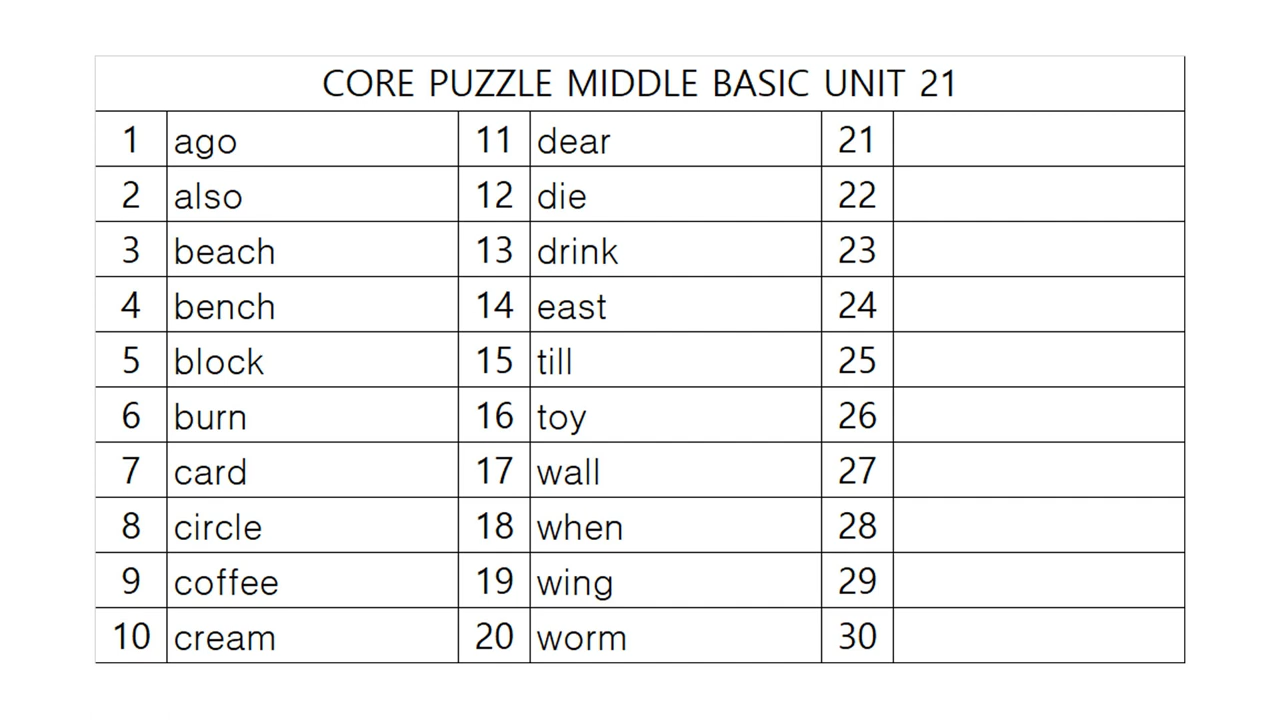 CORE PUZZLE MIDDLE BASIC UNIT 21
1 ago 11 dear 21
2 also 12 die 22
3 beach 13 drink 23
4 bench 14 east 24
5 block 15 till 25
6 burn 16 toy 26
7 card 17 wall 27
8 circle 18 when 28
9 coffee 19 wing 29
10 cream 20 worm 30